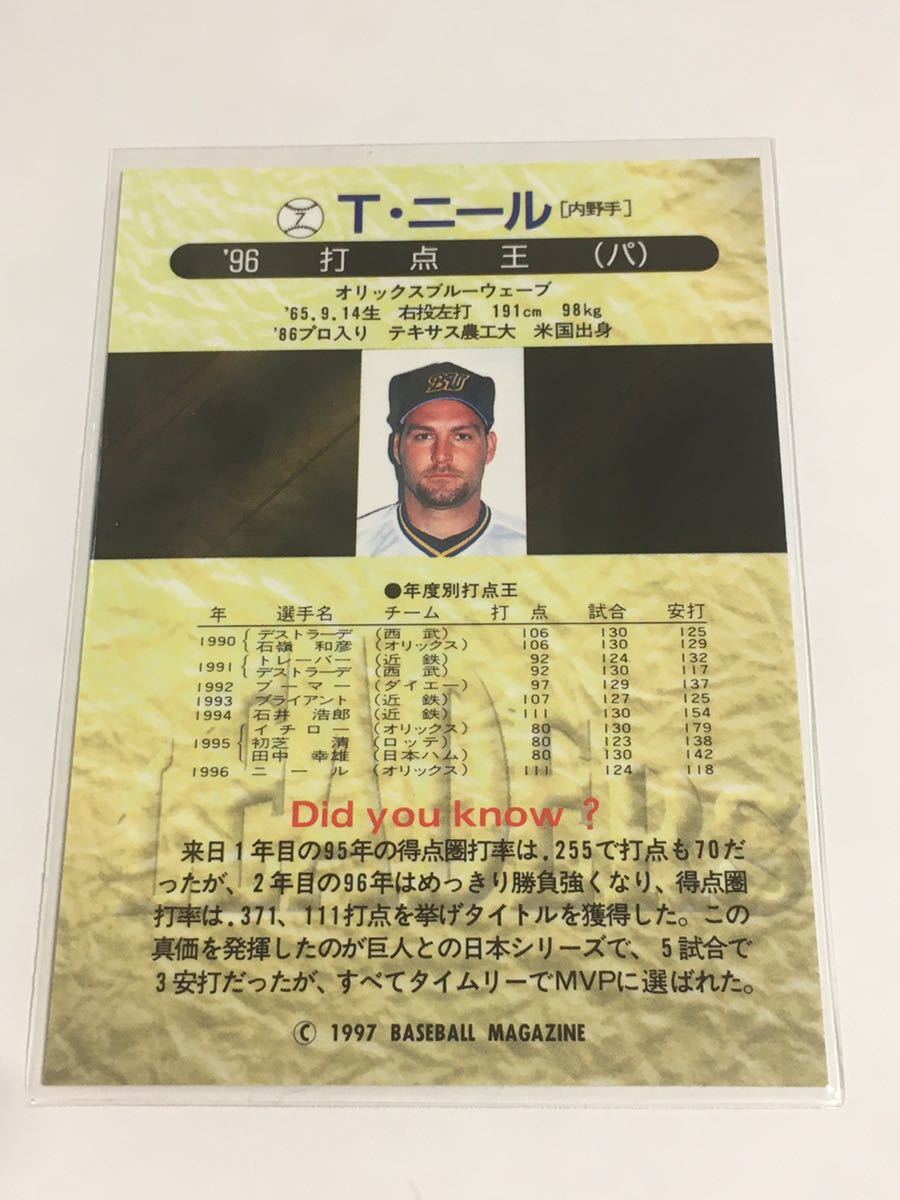 7 T・ニール [内野手]
'96 打点王 (パ)
オリックスブルーウェーブ
'65.9.14生 右投左打 191cm 98kg
'86プロ入り テキサス農工大 米国出身
BW
●年度別打点王
年 選手名 チーム 打点 試合 安打
1990 デストラーデ (西武) 106 130 125
石嶺和彦 (オリックス) 106 130 129
1991 トレーバー (近鉄) 92 124 132
デストラーデ (西武) 92 130 117
1992 ブーマー (ダイエー) 97 129 137
1993 ブライアント (近鉄) 107 127 125
1994 石井浩郎 (近鉄) 111 130 154
1995 イチロー (オリックス) 80 130 179
初芝清 (ロッテ) 80 123 138
田中幸雄 (日本ハム) 80 130 142
1996 ニール (オリックス) 111 124 118
Did you know ?
来日1年目の95年の得点圏打率は.255で打点も70だ
ったが、2年目の96年はめっきり勝負強くなり、得点圏
打率は.371、111打点を挙げタイトルを獲得した。この
真価を発揮したのが巨人との日本シリーズで、5試合で
3安打だったが、すべてタイムリーでMVPに選ばれた。
© 1997 BASEBALL MAGAZINE